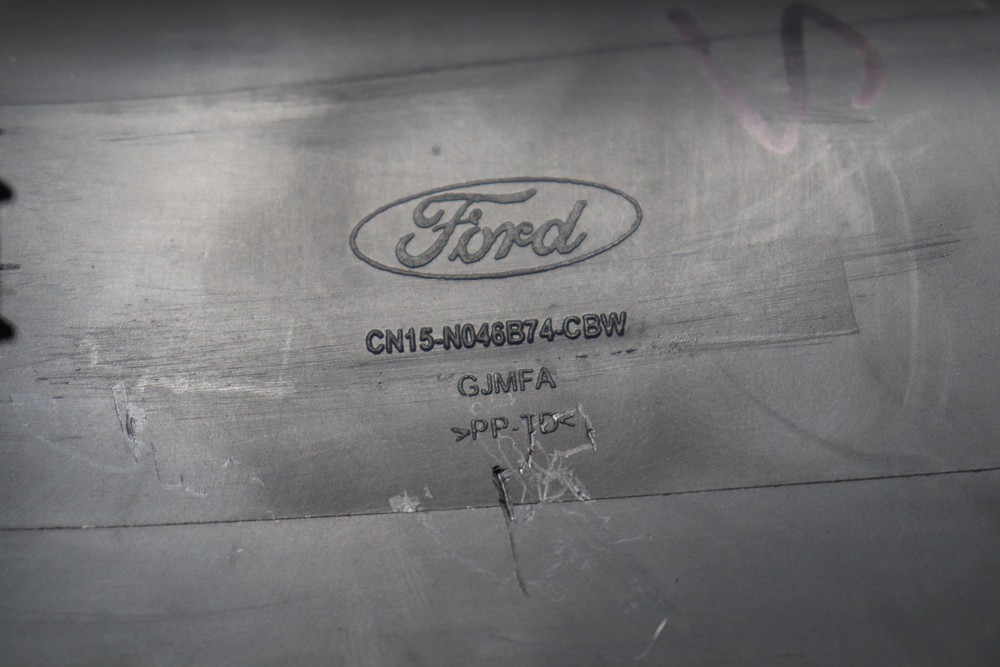 Ford
CN15-N046B74-CBW
GJMFA
>PP-TD<